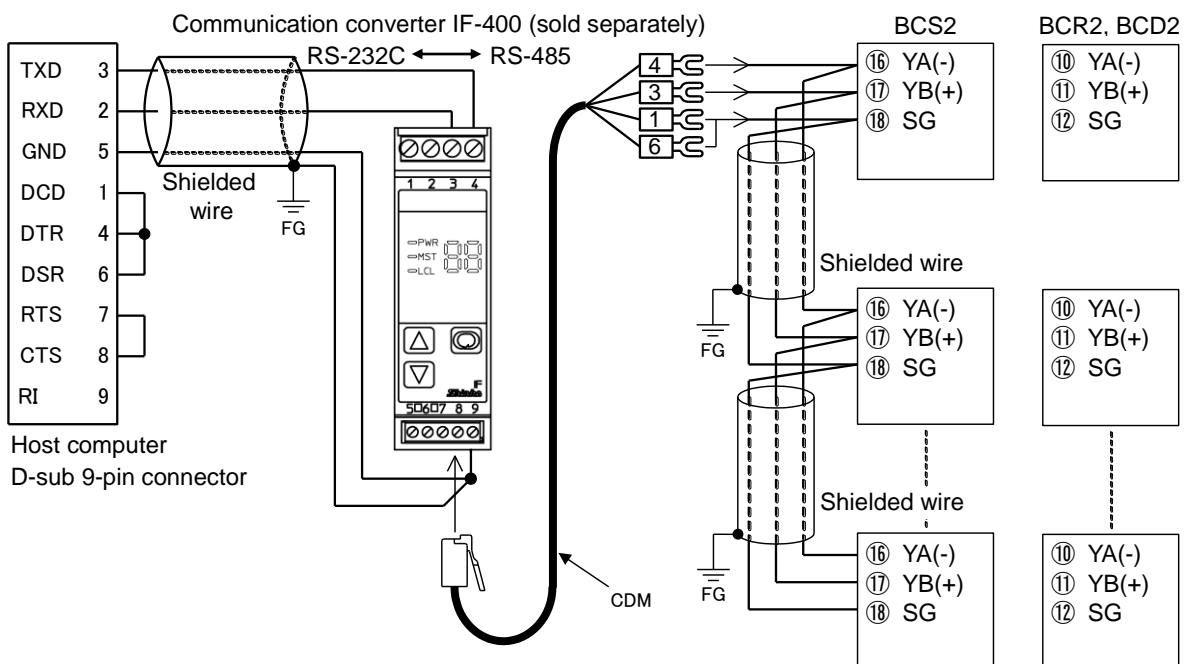 Communication converter IF-400 (sold separately)
RS-232C ↔ RS-485
BCS2
BCR2, BCD2
TXD 3
RXD 2
GND 5
DCD 1
DTR 4
DSR 6
RTS 7
CTS 8
RI 9
Host computer
D-sub 9-pin connector
Shielded
wire
FG
1 2 3 4
PWR
MST
LCL
88
IF
Shinko
5 6 7 8 9
CDM
4
3
1
6
⑯ YA(-)
⑰ YB(+)
⑱ SG
⑩ YA(-)
⑪ YB(+)
⑫ SG
Shielded wire
FG
⑯ YA(-)
⑰ YB(+)
⑱ SG
⑩ YA(-)
⑪ YB(+)
⑫ SG
Shielded wire
FG
⑯ YA(-)
⑰ YB(+)
⑱ SG
⑩ YA(-)
⑪ YB(+)
⑫ SG